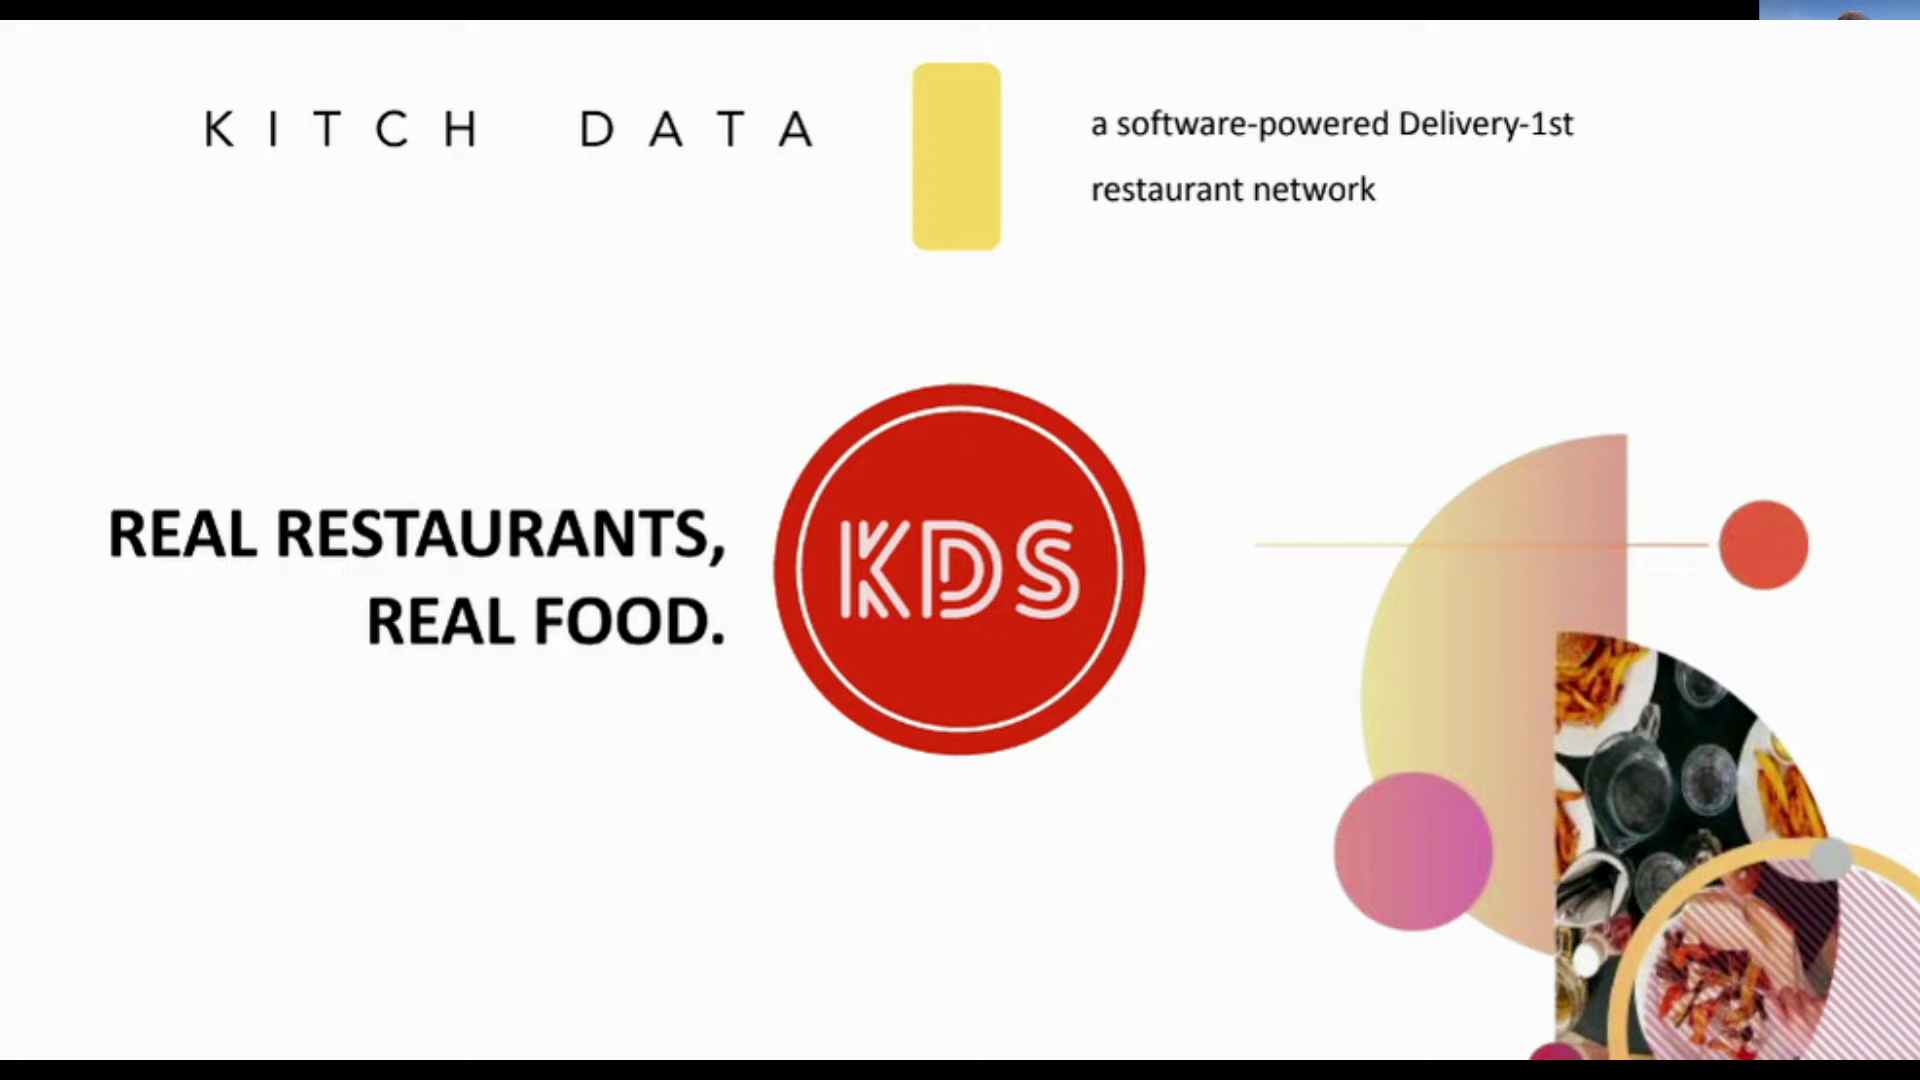 KITCH DATA
a software-powered Delivery-1st
restaurant network
REAL RESTAURANTS,
REAL FOOD.
KDS